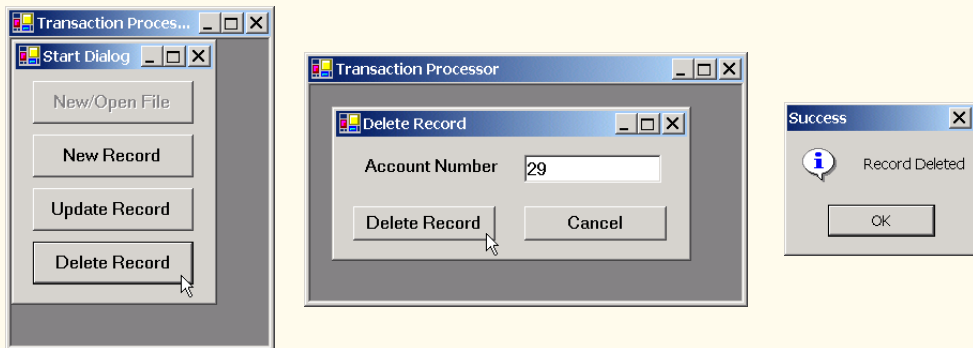 Transaction Proces...
Start Dialog
New/Open File
New Record
Update Record
Delete Record
Transaction Processor
Delete Record
Account Number 29
Delete Record Cancel
Success
Record Deleted
OK